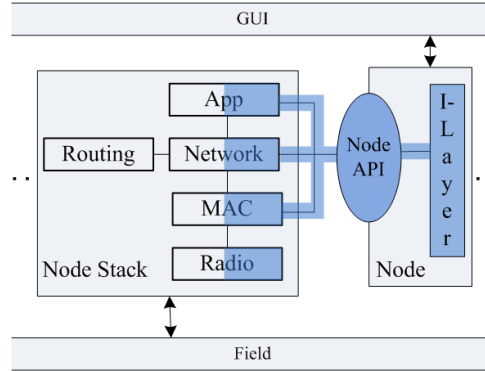 GUI
App
Routing
Network
MAC
Radio
Node Stack
Node
API
I-
L
a
y
e
r
Node
Field